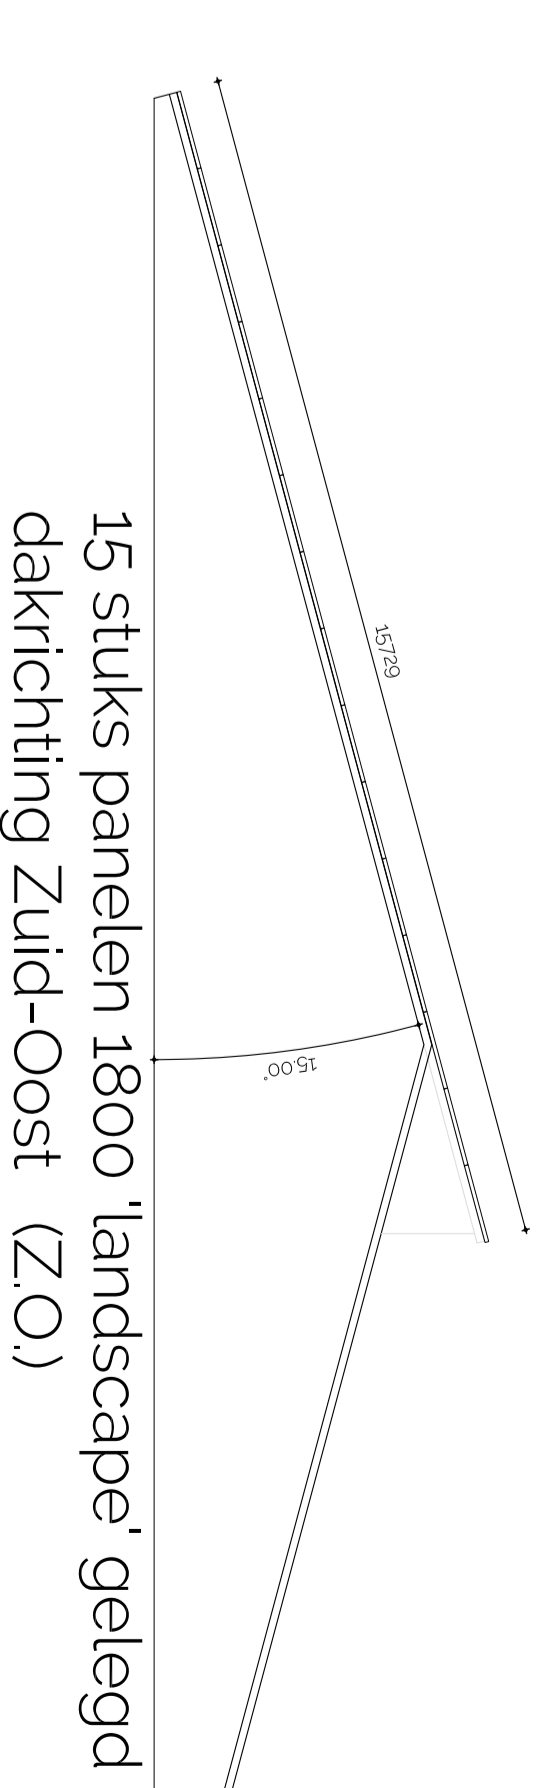 15729
15.00°
15 stuks panelen 1800 'landscape' gelegd
dakrichting Zuid-Oost (Z.O.)